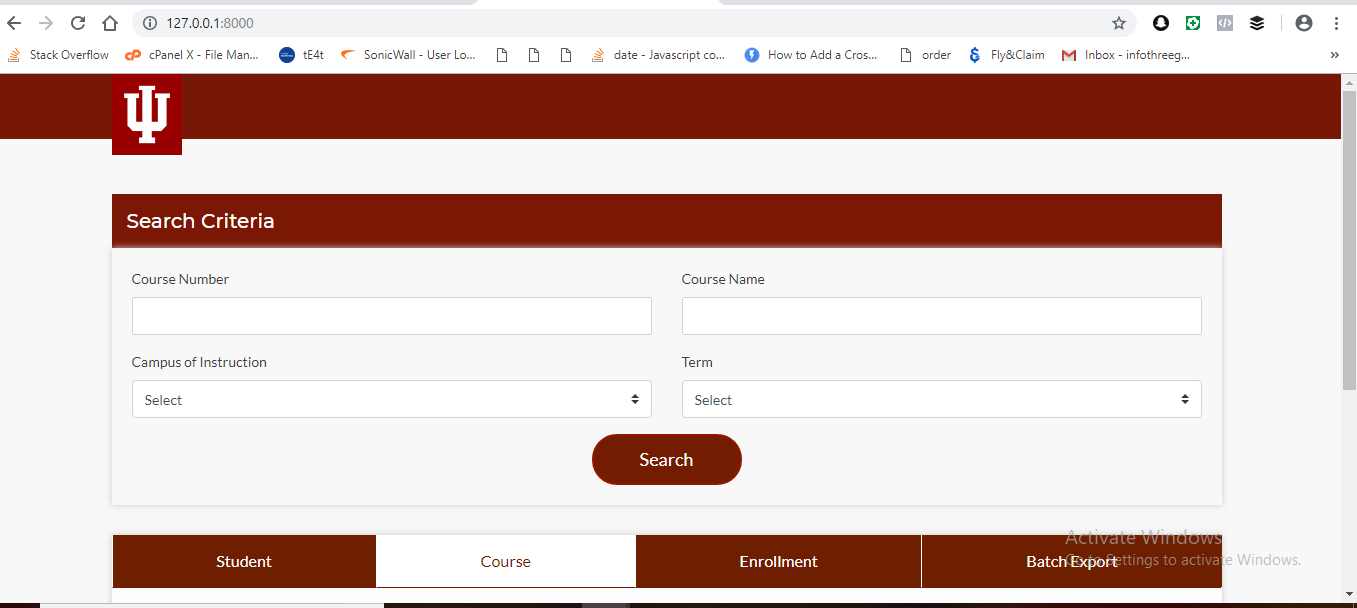 127.0.0.1:8000
Stack Overflow cPanel X - File Man... tE4t SonicWall - User Lo... date - Javascript co... How to Add a Cros... order Fly&Claim Inbox - infothreeg... »
Search Criteria
Course Number Course Name
Campus of Instruction Term
Select Select
Search
Activate Windows
Student Course Enrollment Batch Export
Go to Settings to activate Windows.